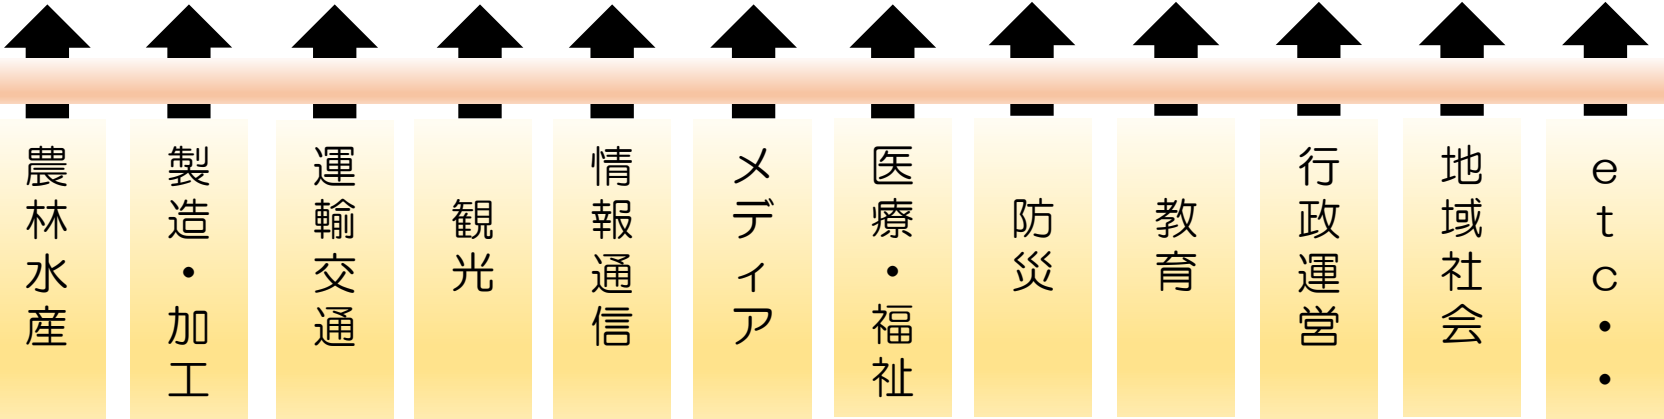 農林水産
製造・加工
運輸交通
観光
情報通信
メディア
医療・福祉
防災
教育
行政運営
地域社会
etc・・